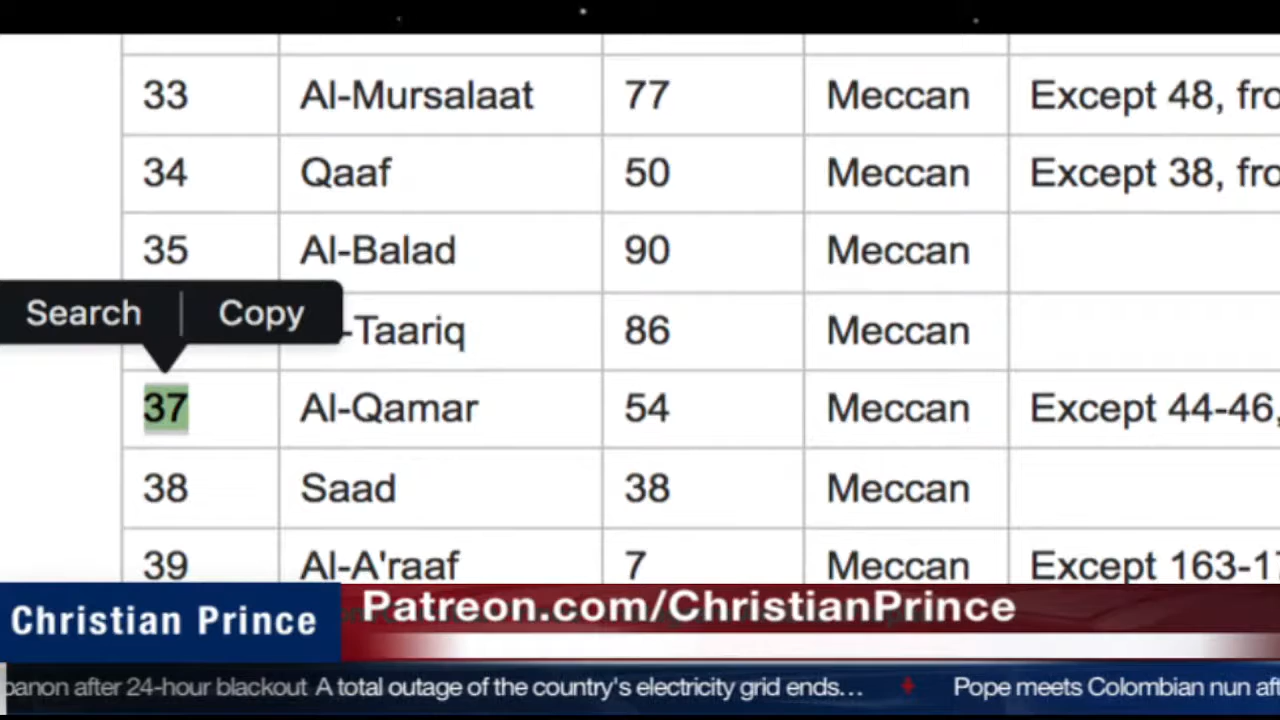 33 Al-Mursalaat 77 Meccan Except 48, fro
34 Qaaf 50 Meccan Except 38, fro
35 Al-Balad 90 Meccan
Search Copy
-Taariq 86 Meccan
37 Al-Qamar 54 Meccan Except 44-46,
38 Saad 38 Meccan
39 Al-A'raaf 7 Meccan Except 163-17
Christian Prince Patreon.com/ChristianPrince
banon after 24-hour blackout A total outage of the country's electricity grid ends... Pope meets Colombian nun aft